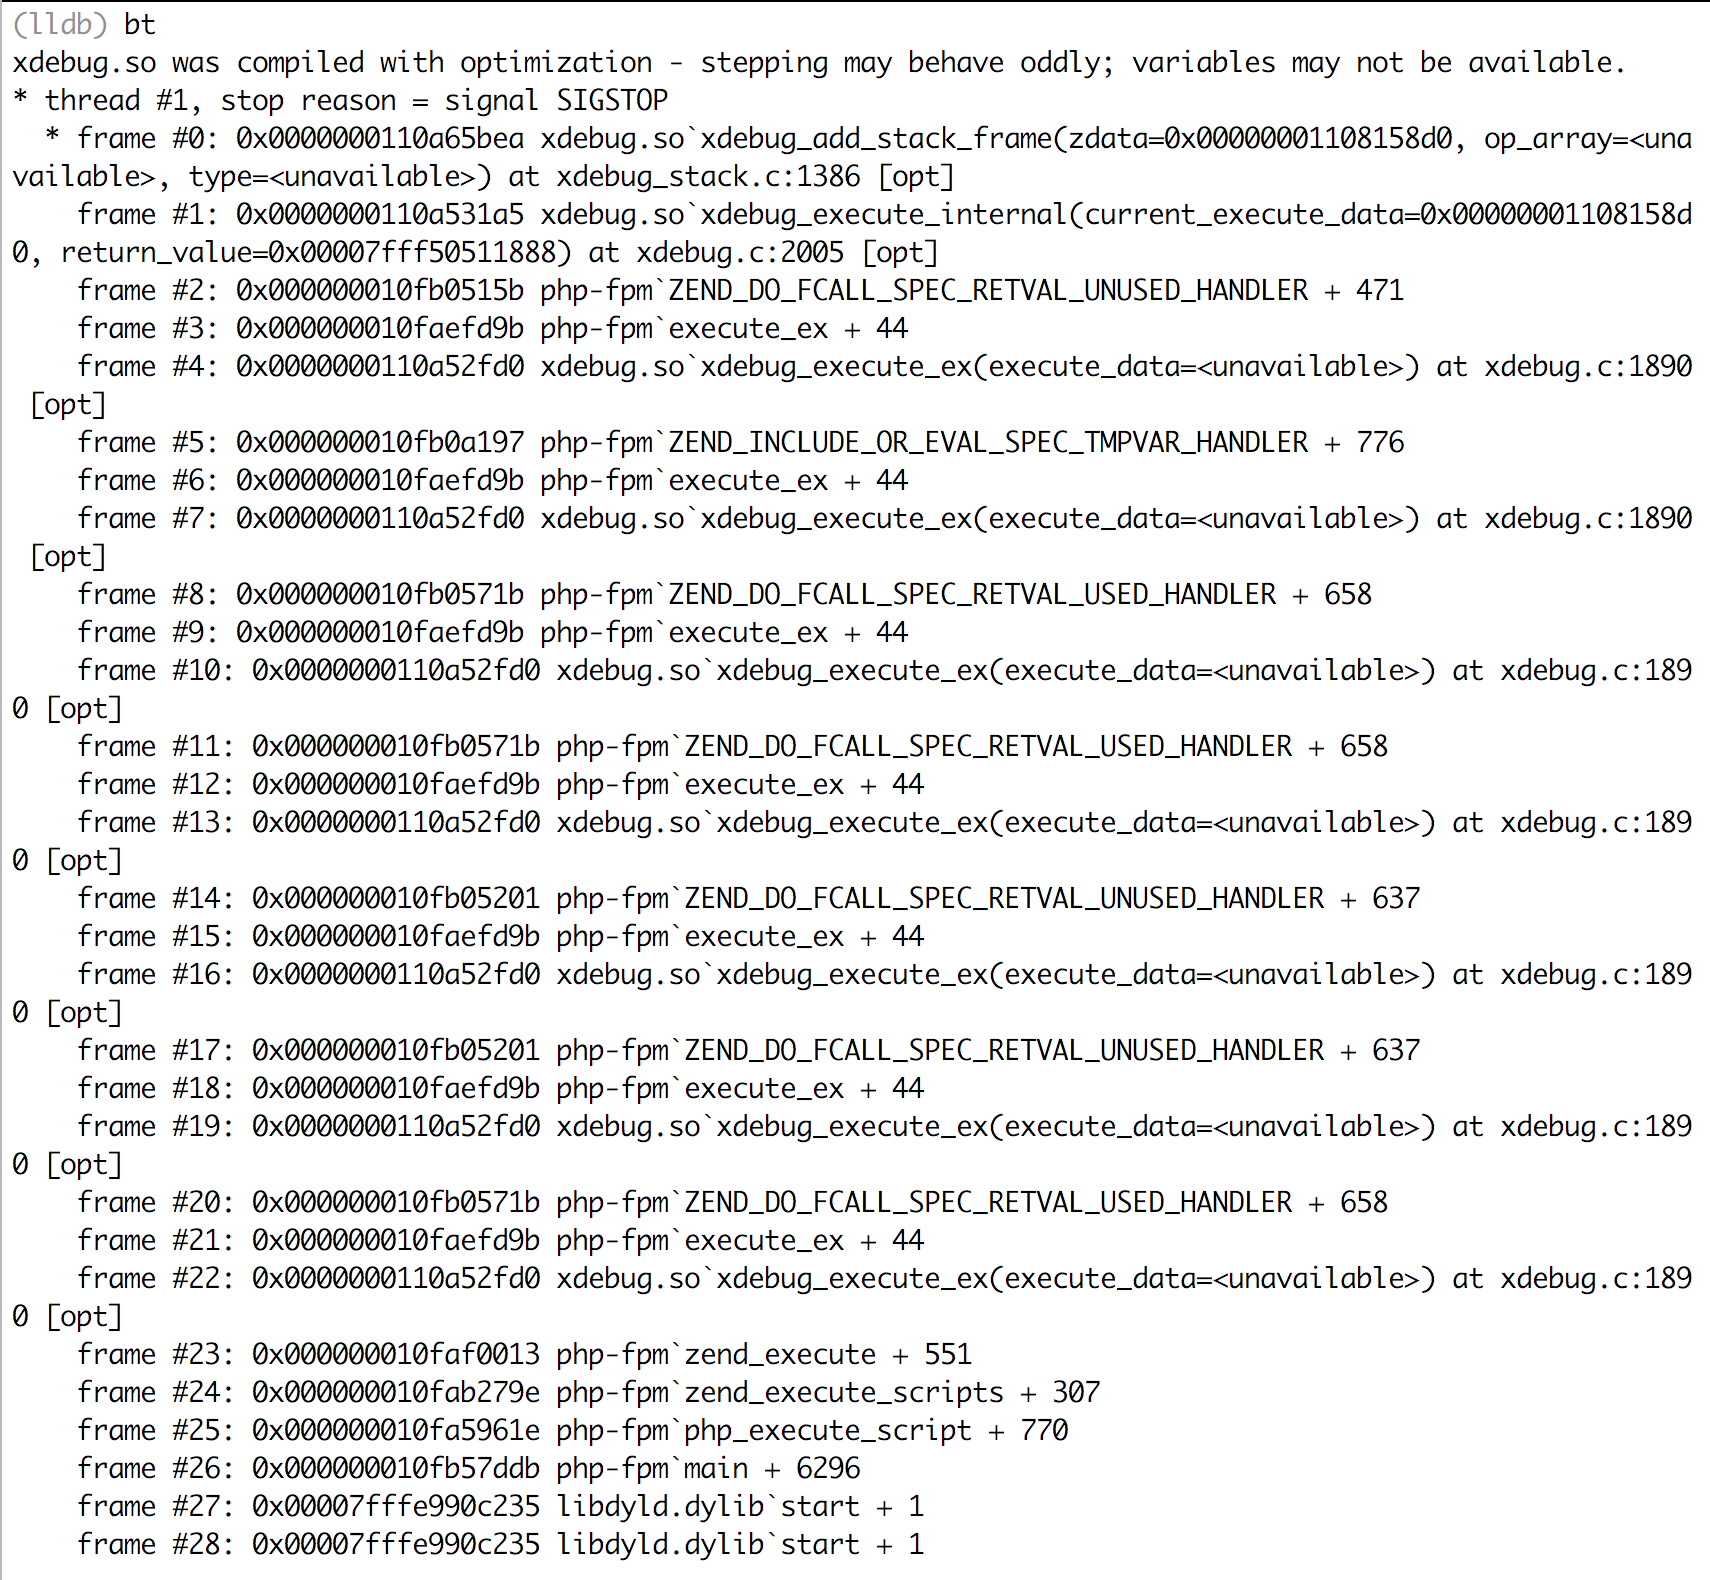 (lldb) bt
xdebug.so was compiled with optimization - stepping may behave oddly; variables may not be available.
* thread #1, stop reason = signal SIGSTOP
  * frame #0: 0x0000000110a65bea xdebug.so`xdebug_add_stack_frame(zdata=0x00000001108158d0, op_array=<una
vailable>, type=<unavailable>) at xdebug_stack.c:1386 [opt]
    frame #1: 0x0000000110a531a5 xdebug.so`xdebug_execute_internal(current_execute_data=0x00000001108158d
0, return_value=0x00007fff50511888) at xdebug.c:2005 [opt]
    frame #2: 0x000000010fb0515b php-fpm`ZEND_DO_FCALL_SPEC_RETVAL_UNUSED_HANDLER + 471
    frame #3: 0x000000010faefd9b php-fpm`execute_ex + 44
    frame #4: 0x0000000110a52fd0 xdebug.so`xdebug_execute_ex(execute_data=<unavailable>) at xdebug.c:1890
 [opt]
    frame #5: 0x000000010fb0a197 php-fpm`ZEND_INCLUDE_OR_EVAL_SPEC_TMPVAR_HANDLER + 776
    frame #6: 0x000000010faefd9b php-fpm`execute_ex + 44
    frame #7: 0x0000000110a52fd0 xdebug.so`xdebug_execute_ex(execute_data=<unavailable>) at xdebug.c:1890
 [opt]
    frame #8: 0x000000010fb0571b php-fpm`ZEND_DO_FCALL_SPEC_RETVAL_USED_HANDLER + 658
    frame #9: 0x000000010faefd9b php-fpm`execute_ex + 44
    frame #10: 0x0000000110a52fd0 xdebug.so`xdebug_execute_ex(execute_data=<unavailable>) at xdebug.c:189
0 [opt]
    frame #11: 0x000000010fb0571b php-fpm`ZEND_DO_FCALL_SPEC_RETVAL_USED_HANDLER + 658
    frame #12: 0x000000010faefd9b php-fpm`execute_ex + 44
    frame #13: 0x0000000110a52fd0 xdebug.so`xdebug_execute_ex(execute_data=<unavailable>) at xdebug.c:189
0 [opt]
    frame #14: 0x000000010fb05201 php-fpm`ZEND_DO_FCALL_SPEC_RETVAL_UNUSED_HANDLER + 637
    frame #15: 0x000000010faefd9b php-fpm`execute_ex + 44
    frame #16: 0x0000000110a52fd0 xdebug.so`xdebug_execute_ex(execute_data=<unavailable>) at xdebug.c:189
0 [opt]
    frame #17: 0x000000010fb05201 php-fpm`ZEND_DO_FCALL_SPEC_RETVAL_UNUSED_HANDLER + 637
    frame #18: 0x000000010faefd9b php-fpm`execute_ex + 44
    frame #19: 0x0000000110a52fd0 xdebug.so`xdebug_execute_ex(execute_data=<unavailable>) at xdebug.c:189
0 [opt]
    frame #20: 0x000000010fb0571b php-fpm`ZEND_DO_FCALL_SPEC_RETVAL_USED_HANDLER + 658
    frame #21: 0x000000010faefd9b php-fpm`execute_ex + 44
    frame #22: 0x0000000110a52fd0 xdebug.so`xdebug_execute_ex(execute_data=<unavailable>) at xdebug.c:189
0 [opt]
    frame #23: 0x000000010faf0013 php-fpm`zend_execute + 551
    frame #24: 0x000000010fab279e php-fpm`zend_execute_scripts + 307
    frame #25: 0x000000010fa5961e php-fpm`php_execute_script + 770
    frame #26: 0x000000010fb57ddb php-fpm`main + 6296
    frame #27: 0x00007fffe990c235 libdyld.dylib`start + 1
    frame #28: 0x00007fffe990c235 libdyld.dylib`start + 1